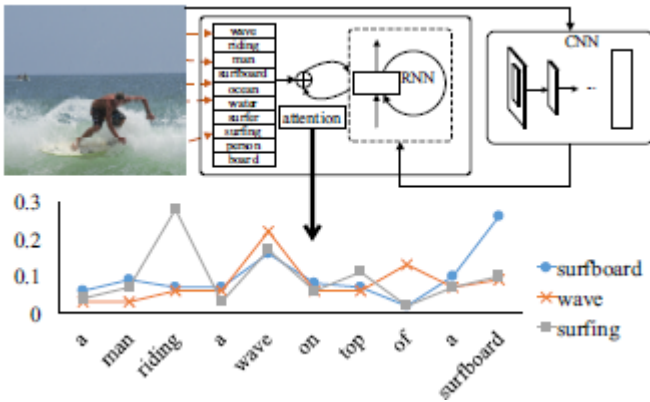 wave
riding
man
surfboard
ocean
water
surfer
surfing
person
board
attention
RNN
CNN
...
0.3
0.2
0.1
0
surfboard
wave
surfing
a
man
riding
a
wave
on
top
of
a
surfboard